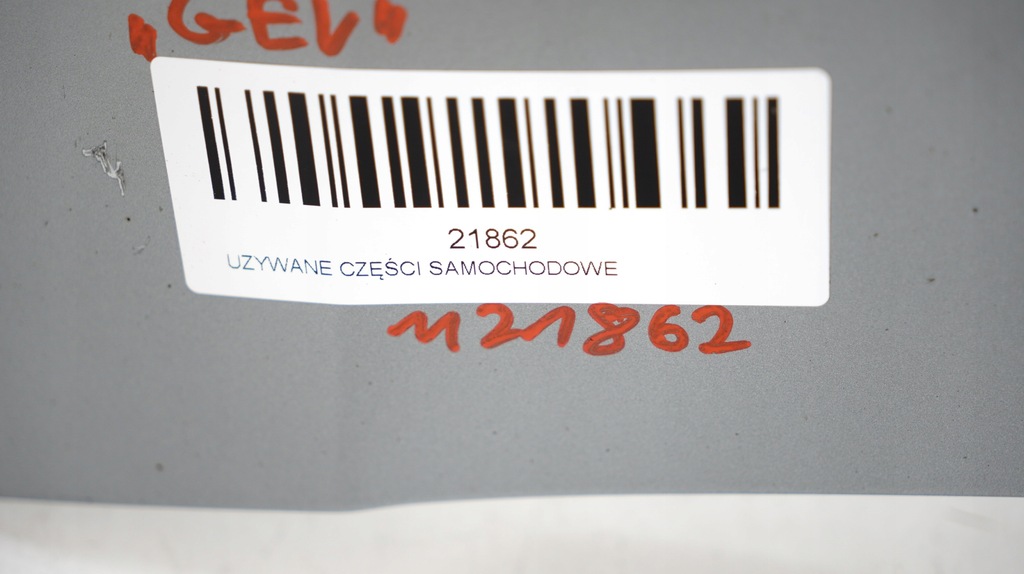 „GEV"
21862
UZYWANE CZĘŚCI SAMOCHODOWE
M21862